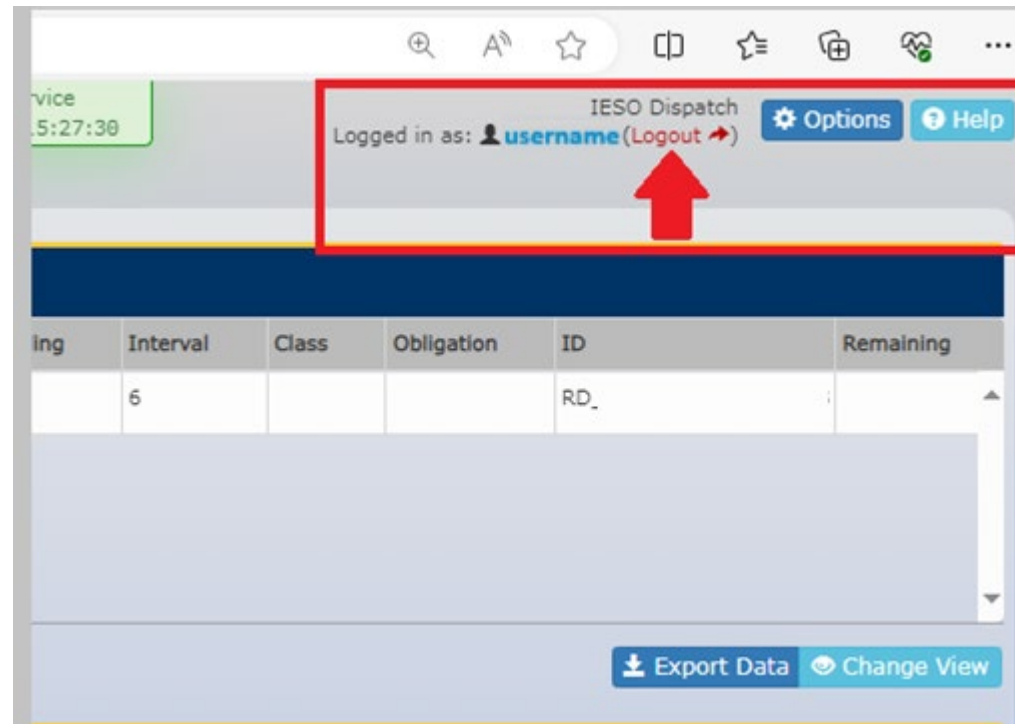 vice
5:27:30
IESO Dispatch
Logged in as: username (Logout)
Options
Help
ing Interval Class Obligation ID Remaining
6 RD_
Export Data
Change View